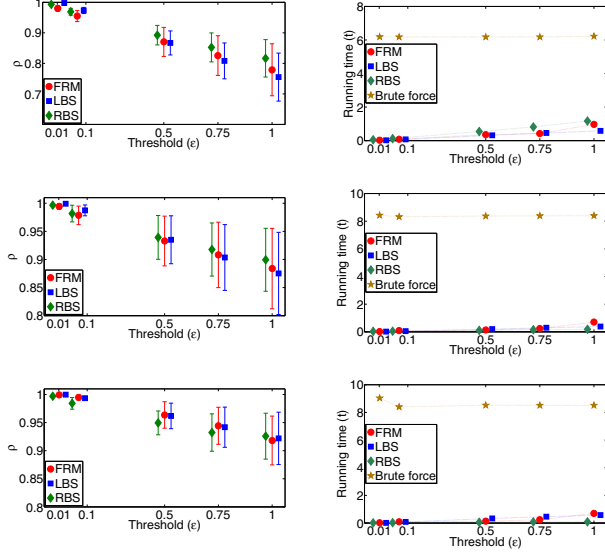 1
0.9
0.8
0.7
ρ
FRM
LBS
RBS
0.01 0.1 0.5 0.75 1
Threshold (ε)
8
6
4
2
0
Running time (t)
FRM
LBS
RBS
Brute force
0.01 0.1 0.5 0.75 1
Threshold (ε)
1
0.95
0.9
0.85
0.8
ρ
FRM
LBS
RBS
0.01 0.1 0.5 0.75 1
Threshold (ε)
10
8
6
4
2
0
Running time (t)
FRM
LBS
RBS
Brute force
0.01 0.1 0.5 0.75 1
Threshold (ε)
1
0.95
0.9
0.85
0.8
ρ
FRM
LBS
RBS
0.01 0.1 0.5 0.75 1
Threshold (ε)
10
8
6
4
2
0
Running time (t)
FRM
LBS
RBS
Brute force
0.01 0.1 0.5 0.75 1
Threshold (ε)